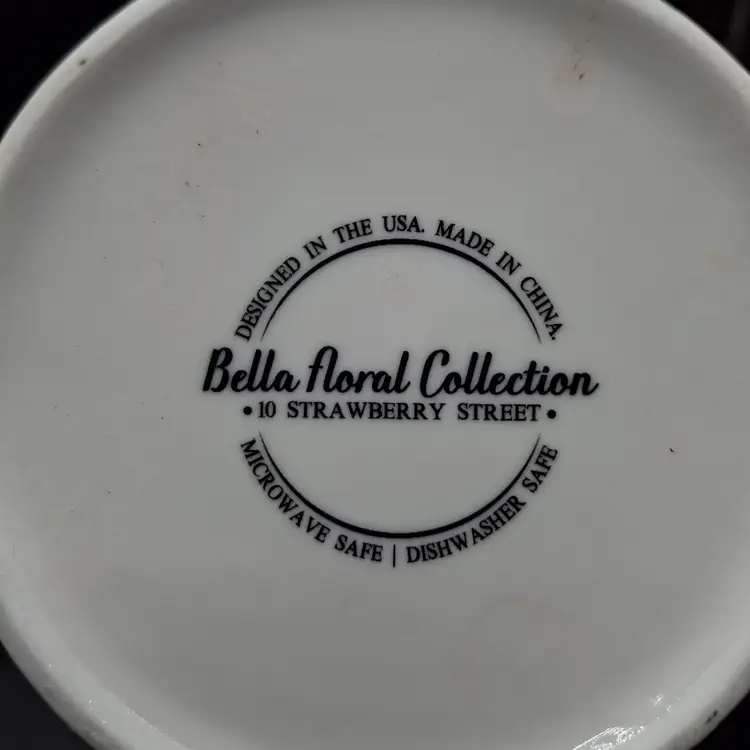 DESIGNED IN THE USA. MADE IN CHINA.
Bella floral Collection
• 10 STRAWBERRY STREET •
MICROWAVE SAFE | DISHWASHER SAFE